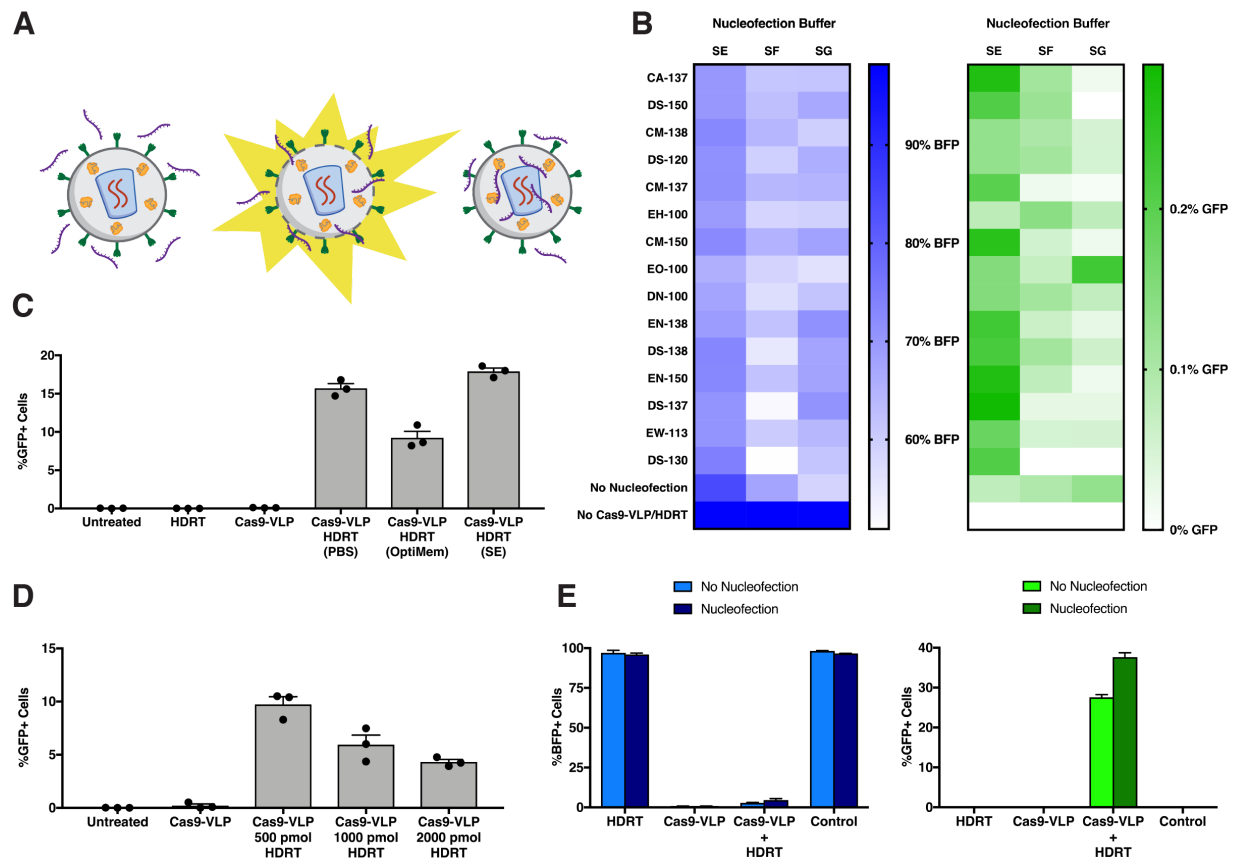 A
B
Nucleofection Buffer
SE SF SG
CA-137
DS-150
CM-138
DS-120
CM-137
EH-100
CM-150
EO-100
DN-100
EN-138
DS-138
EN-150
DS-137
EW-113
DS-130
No Nucleofection
No Cas9-VLP/HDRT
90% BFP
80% BFP
70% BFP
60% BFP
Nucleofection Buffer
SE SF SG
0.2% GFP
0.1% GFP
0% GFP
C
%GFP+ Cells
20
15
10
5
0
Untreated
HDRT
Cas9-VLP
Cas9-VLP
HDRT
(PBS)
Cas9-VLP
HDRT
(OptiMem)
Cas9-VLP
HDRT
(SE)
D
%GFP+ Cells
15
10
5
0
Untreated
Cas9-VLP
Cas9-VLP
500 pmol
HDRT
Cas9-VLP
1000 pmol
HDRT
Cas9-VLP
2000 pmol
HDRT
E
No Nucleofection
Nucleofection
%BFP+ Cells
100
75
50
25
0
HDRT
Cas9-VLP
Cas9-VLP
+
HDRT
Control
No Nucleofection
Nucleofection
%GFP+ Cells
40
30
20
10
0
HDRT
Cas9-VLP
Cas9-VLP
+
HDRT
Control